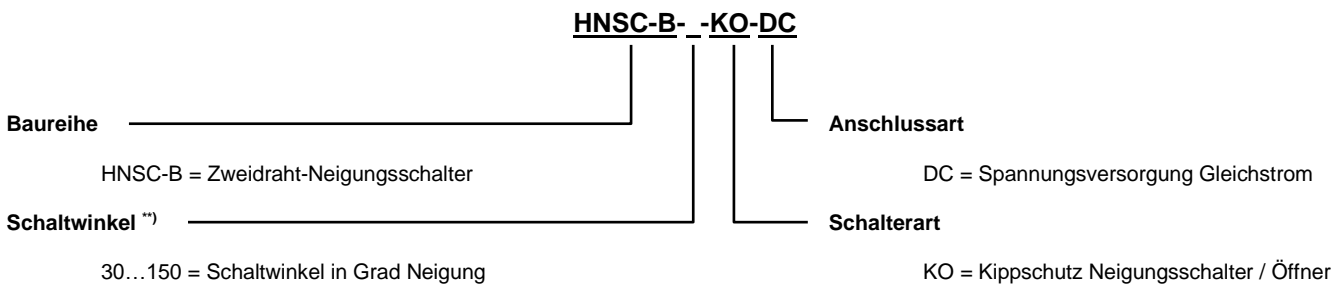 HNSC-B-_-KO-DC
Baureihe
HNSC-B = Zweidraht-Neigungsschalter
Schaltwinkel **)
30…150 = Schaltwinkel in Grad Neigung
Anschlussart
DC = Spannungsversorgung Gleichstrom
Schalterart
KO = Kippschutz Neigungsschalter / Öffner